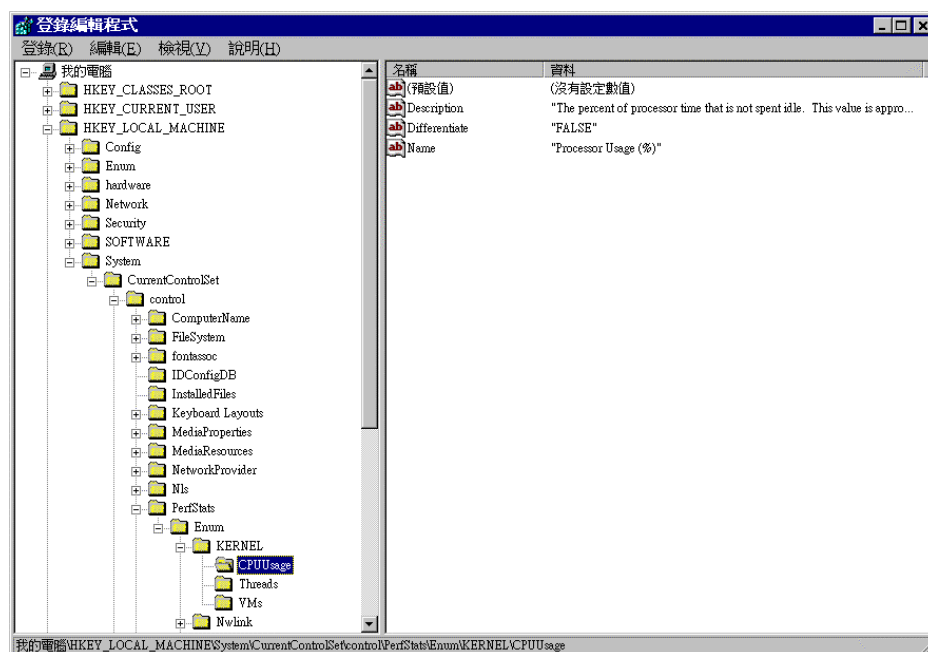 登錄編輯程式
登錄(R) 編輯(E) 檢視(V) 說明(H)
我的電腦
HKEY_CLASSES_ROOT
HKEY_CURRENT_USER
HKEY_LOCAL_MACHINE
Config
Enum
hardware
Network
Security
SOFTWARE
System
CurrentControlSet
control
ComputerName
FileSystem
fontassoc
IDConfigDB
InstalledFiles
Keyboard Layouts
MediaProperties
MediaResources
NetworkProvider
Nls
PerfStats
Enum
KERNEL
CPUUsage
Threads
VMs
Nwlink
名稱 資料
ab (預設值) (沒有設定數值)
ab Description "The percent of processor time that is not spent idle. This value is appro...
ab Differentiate "FALSE"
ab Name "Processor Usage (%)"
我的電腦\HKEY_LOCAL_MACHINE\System\CurrentControlSet\control\PerfStats\Enum\KERNEL\CPUUsage